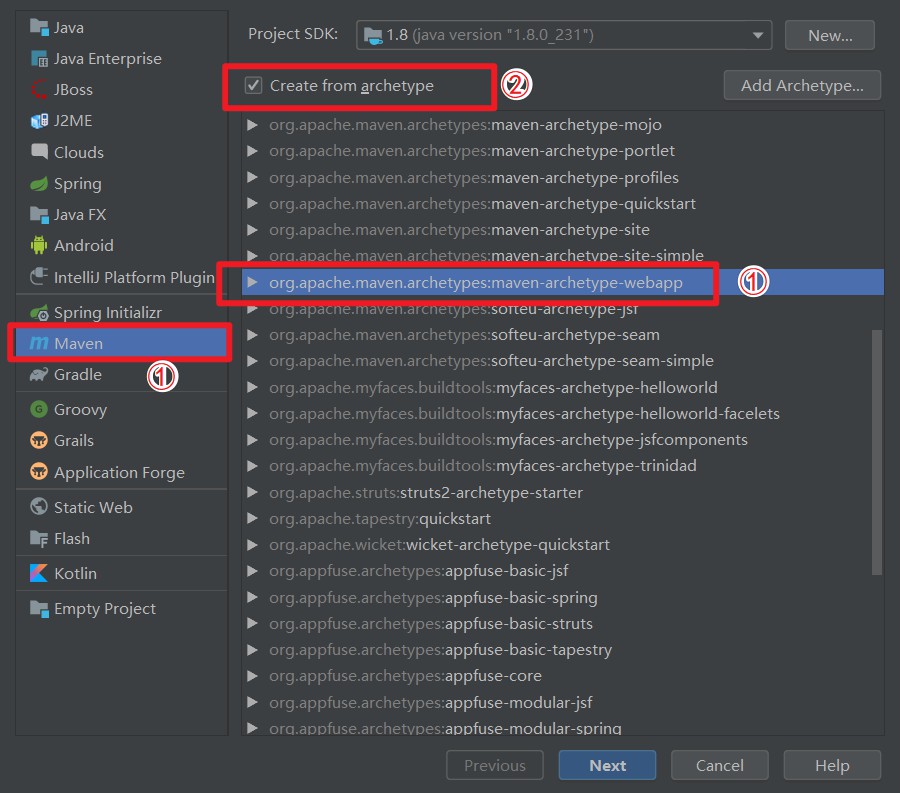 Java
Java Enterprise
JBoss
J2ME
Clouds
Spring
Java FX
Android
IntelliJ Platform Plugin
Spring Initializr
Maven
①
Gradle
Groovy
Grails
Application Forge
Static Web
Flash
Kotlin
Empty Project
Project SDK: 1.8 (java version "1.8.0_231") New...
Create from archetype ② Add Archetype...
org.apache.maven.archetypes:maven-archetype-mojo
org.apache.maven.archetypes:maven-archetype-portlet
org.apache.maven.archetypes:maven-archetype-profiles
org.apache.maven.archetypes:maven-archetype-quickstart
org.apache.maven.archetypes:maven-archetype-site
org.apache.maven.archetypes:maven-archetype-site-simple
org.apache.maven.archetypes:maven-archetype-webapp ①
org.apache.maven.archetypes:softeu-archetype-jsf
org.apache.maven.archetypes:softeu-archetype-seam
org.apache.maven.archetypes:softeu-archetype-seam-simple
org.apache.myfaces.buildtools:myfaces-archetype-helloworld
org.apache.myfaces.buildtools:myfaces-archetype-helloworld-facelets
org.apache.myfaces.buildtools:myfaces-archetype-jsfcomponents
org.apache.myfaces.buildtools:myfaces-archetype-trinidad
org.apache.struts:struts2-archetype-starter
org.apache.tapestry:quickstart
org.apache.wicket:wicket-archetype-quickstart
org.appfuse.archetypes:appfuse-basic-jsf
org.appfuse.archetypes:appfuse-basic-spring
org.appfuse.archetypes:appfuse-basic-struts
org.appfuse.archetypes:appfuse-basic-tapestry
org.appfuse.archetypes:appfuse-core
org.appfuse.archetypes:appfuse-modular-jsf
org.appfuse.archetypes:appfuse-modular-spring
Previous Next Cancel Help